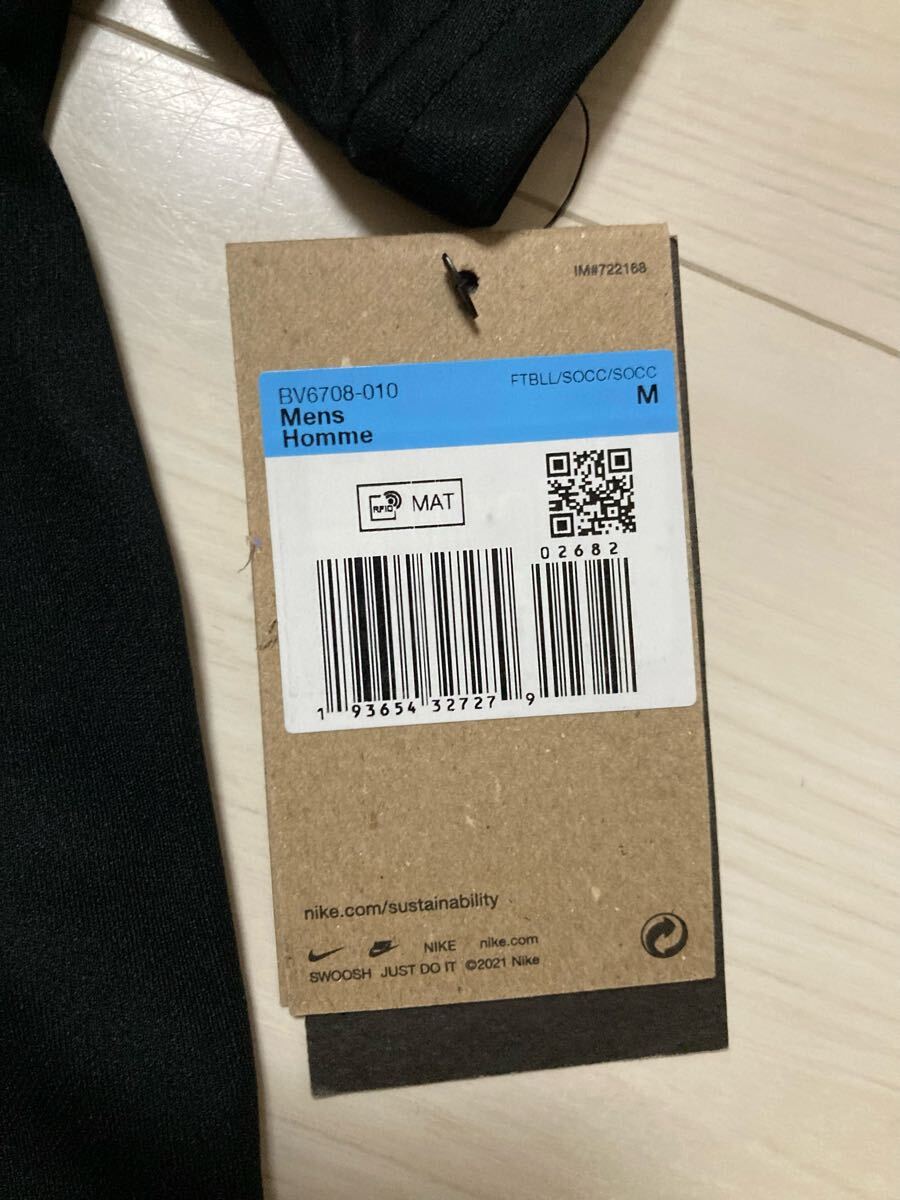 IM#722168
BV6708-010
FTBLL/SOCC/SOCC
Mens
M
Homme
RFID MAT
02682
1 93654 32727 9
nike.com/sustainability
NIKE nike.com
SWOOSH JUST DO IT ©2021 Nike